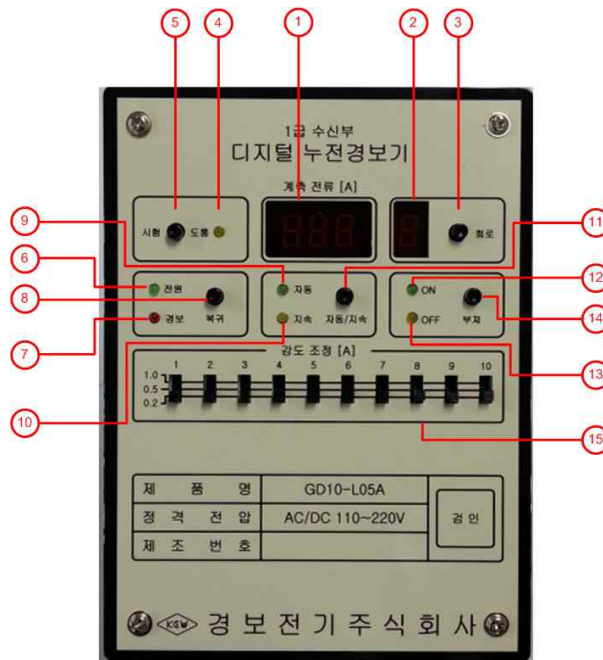 5 4 1 2 3
1급 수신부
디지털 누전경보기
계측 전류 [A]
9 시험 도통 회로 11
6 전원 자동 ON 12
8 복귀 자동/지속 부저 14
7 경보 지속 OFF 13
10 감도 조정 [A]
1 2 3 4 5 6 7 8 9 10
1.0
0.5
0.2
15
제 품 명 GD10-L05A
정 격 전 압 AC/DC 110~220V 검 인
제 조 번 호
경보전기주식회사